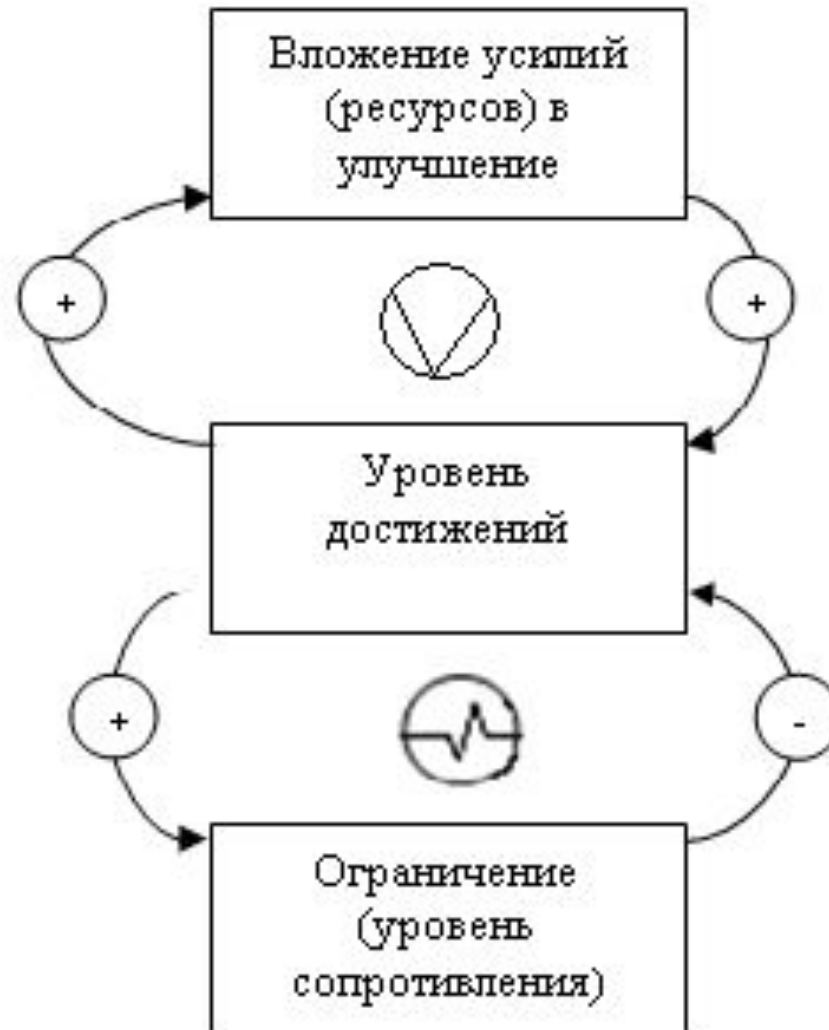 Вложение усилий
(ресурсов) в
улучшение
+
+
Уровень
достижений
+
-
Ограничение
(уровень
сопротивления)